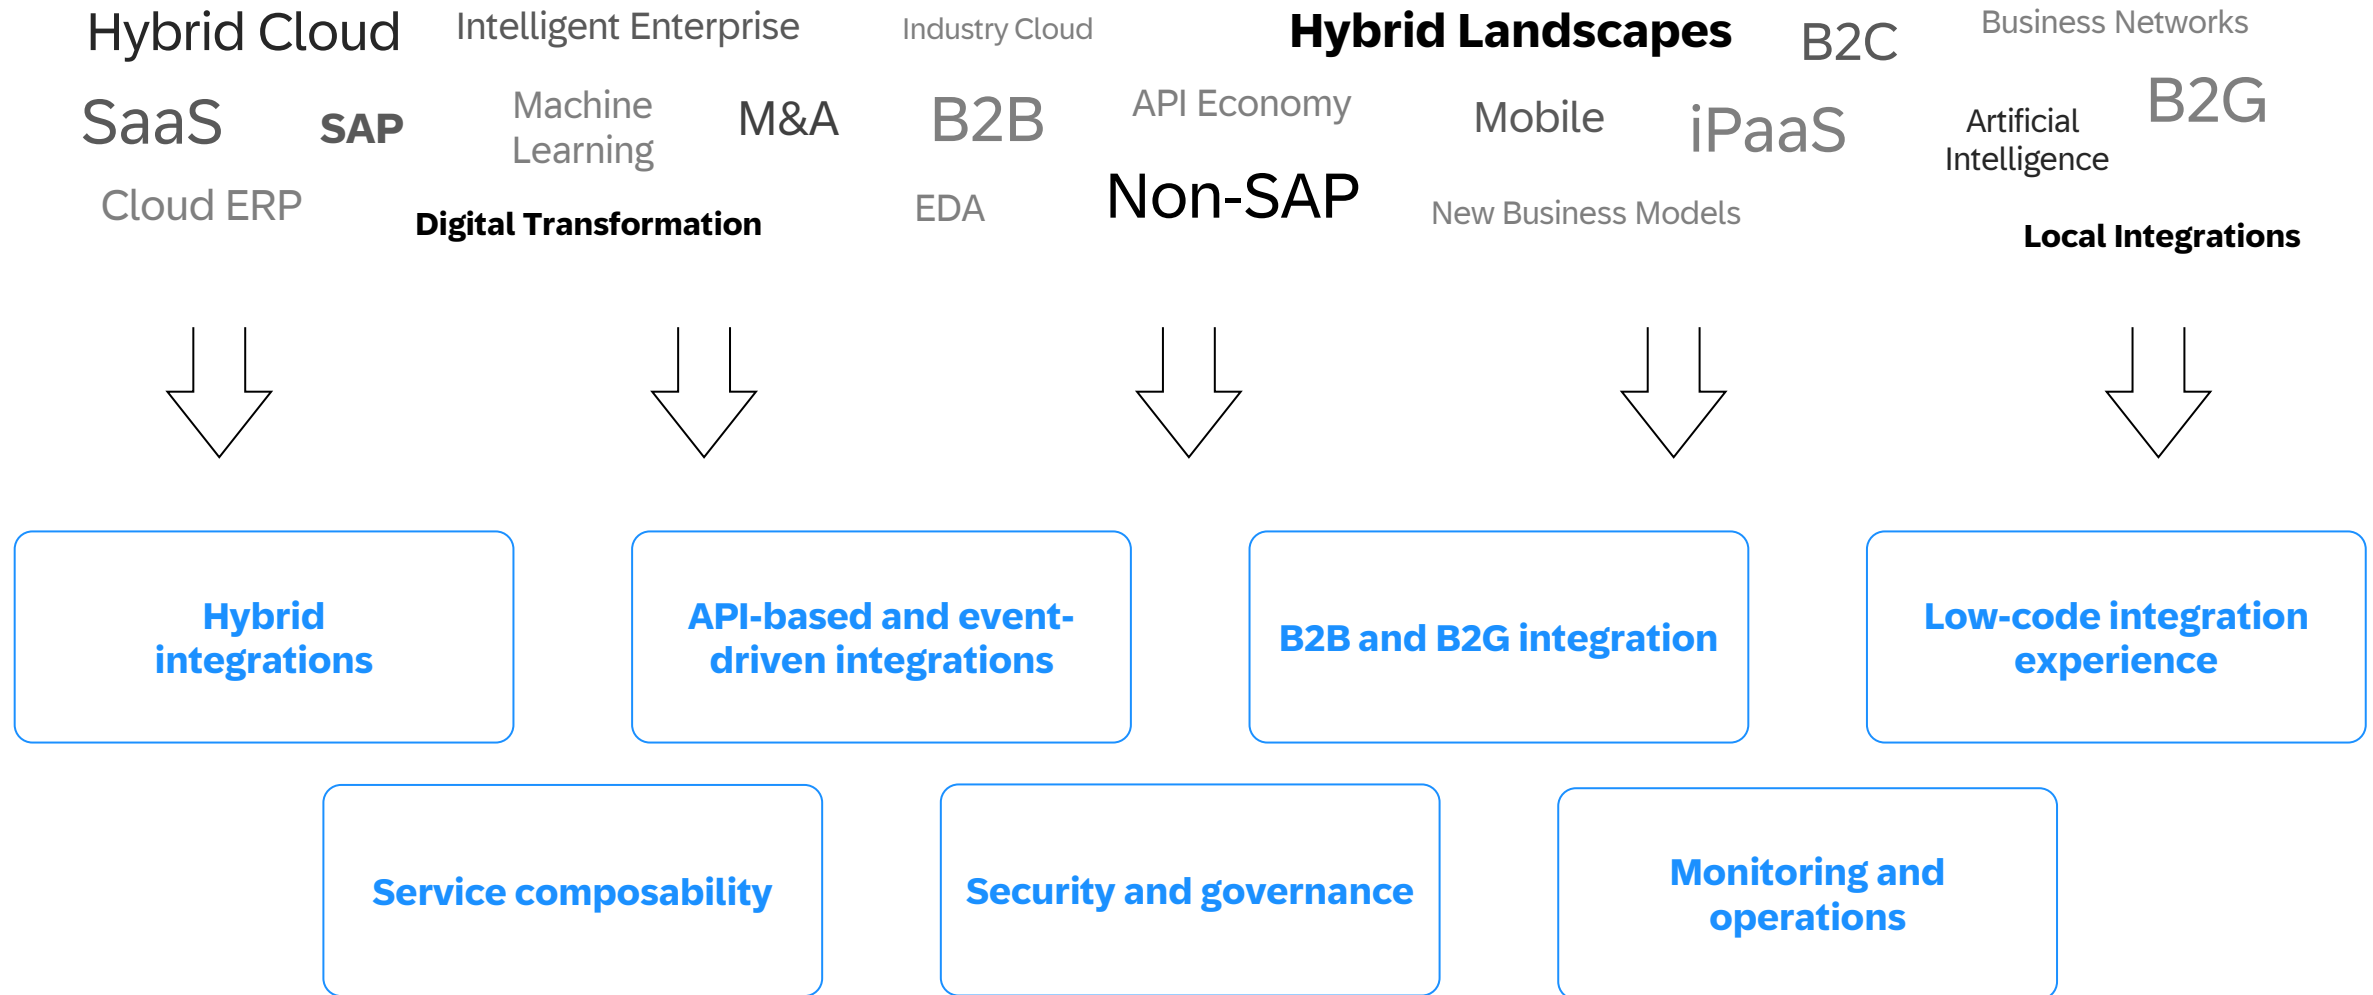 Hybrid Cloud
Intelligent Enterprise
Industry Cloud
Hybrid Landscapes
B2C
Business Networks
SaaS
SAP
Machine
Learning
M&A
B2B
API Economy
Mobile
iPaaS
Artificial
Intelligence
B2G
Cloud ERP
Digital Transformation
EDA
Non-SAP
New Business Models
Local Integrations
Hybrid
integrations
API-based and event-
driven integrations
B2B and B2G integration
Low-code integration
experience
Service composability
Security and governance
Monitoring and
operations